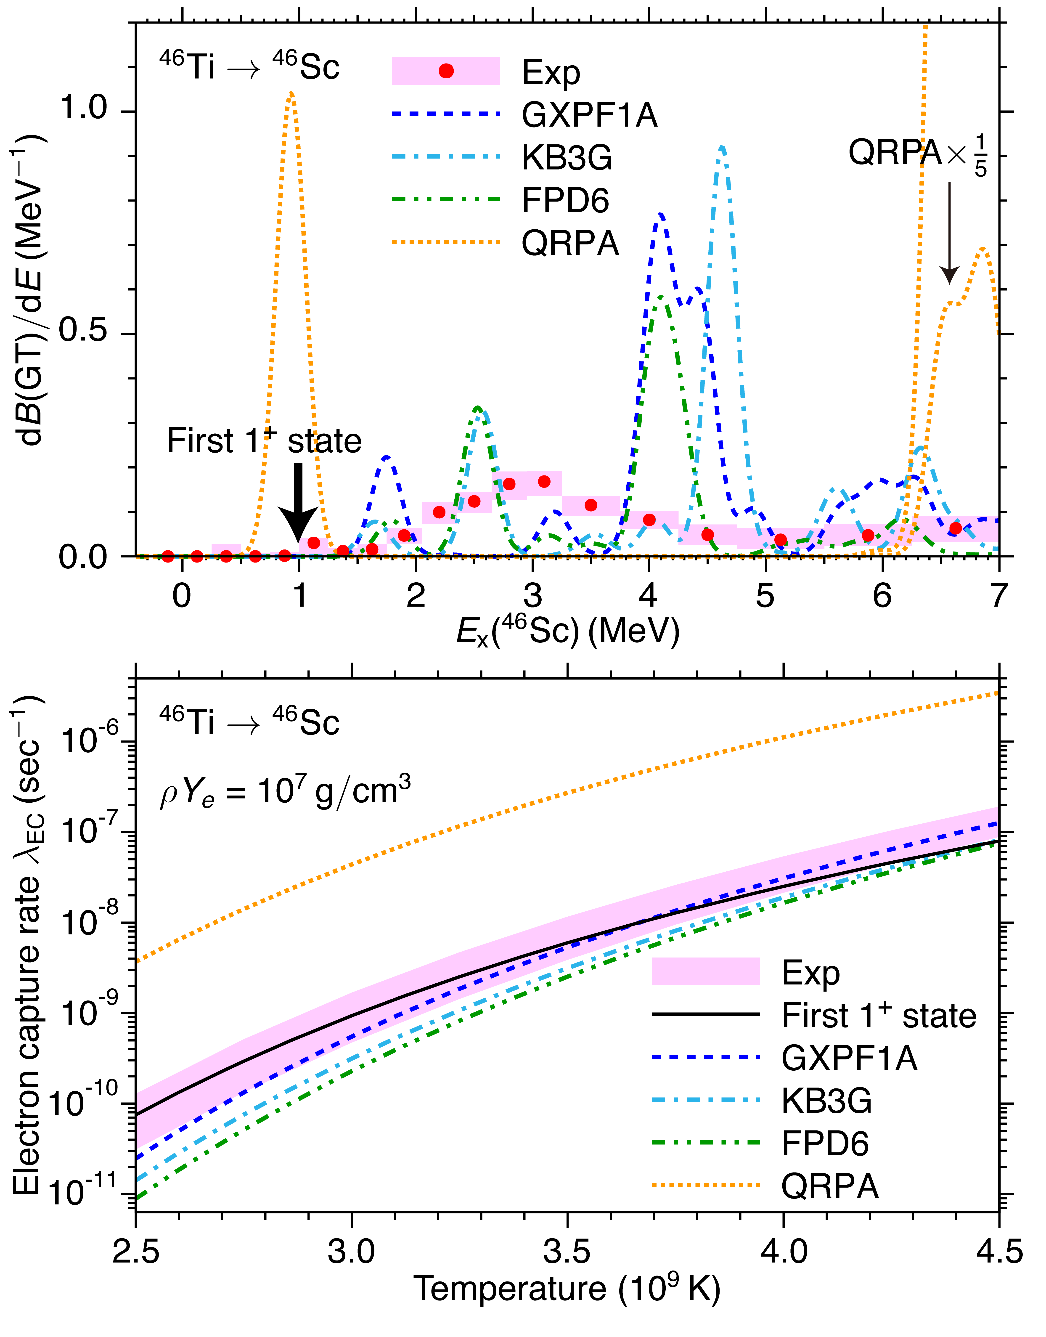 ⁴⁶Ti → ⁴⁶Sc
Exp
GXPF1A
KB3G
FPD6
QRPA
QRPA×1/5
First 1⁺ state
dB(GT)/dE (MeV⁻¹)
1.0
0.5
0.0
0 1 2 3 4 5 6 7
Eₓ(⁴⁶Sc) (MeV)
⁴⁶Ti → ⁴⁶Sc
ρYₑ = 10⁷ g/cm³
Electron capture rate λ_EC (sec⁻¹)
10⁻⁶
10⁻⁷
10⁻⁸
10⁻⁹
10⁻¹⁰
10⁻¹¹
Exp
First 1⁺ state
GXPF1A
KB3G
FPD6
QRPA
2.5 3.0 3.5 4.0 4.5
Temperature (10⁹ K)